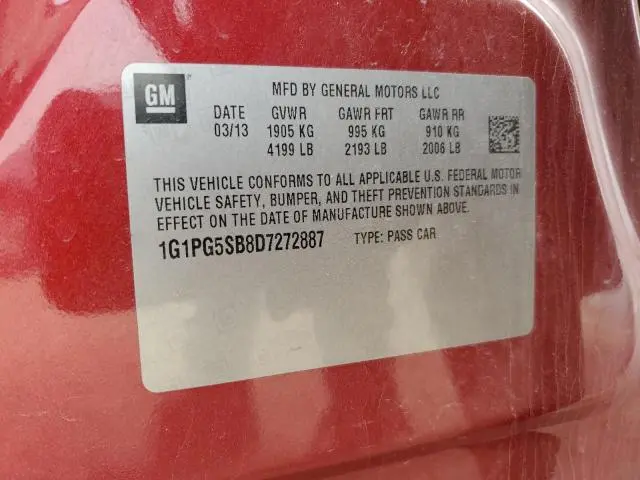 GM
MFD BY GENERAL MOTORS LLC
DATE GVWR GAWR FRT GAWR RR
03/13 1905 KG 995 KG 910 KG
4199 LB 2193 LB 2006 LB
THIS VEHICLE CONFORMS TO ALL APPLICABLE U.S. FEDERAL MOTOR
VEHICLE SAFETY, BUMPER, AND THEFT PREVENTION STANDARDS IN
EFFECT ON THE DATE OF MANUFACTURE SHOWN ABOVE.
1G1PG5SB8D7272887 TYPE: PASS CAR